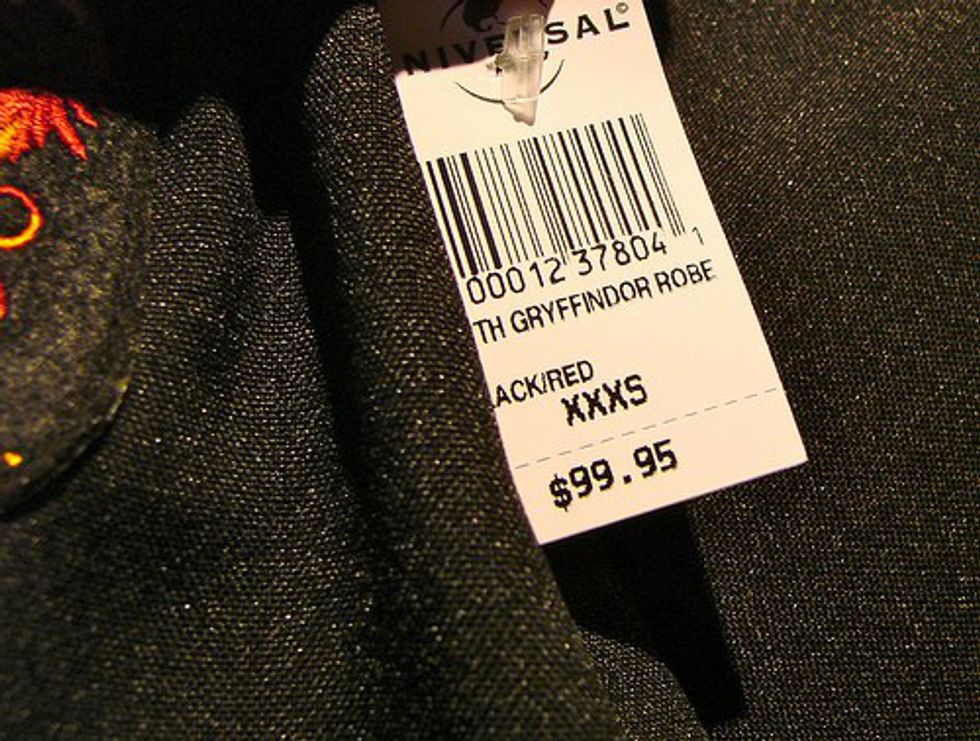 NIVERSAL©
00012 37804 1
TH GRYFFINDOR ROBE
ACK/RED
XXXS
$99.95